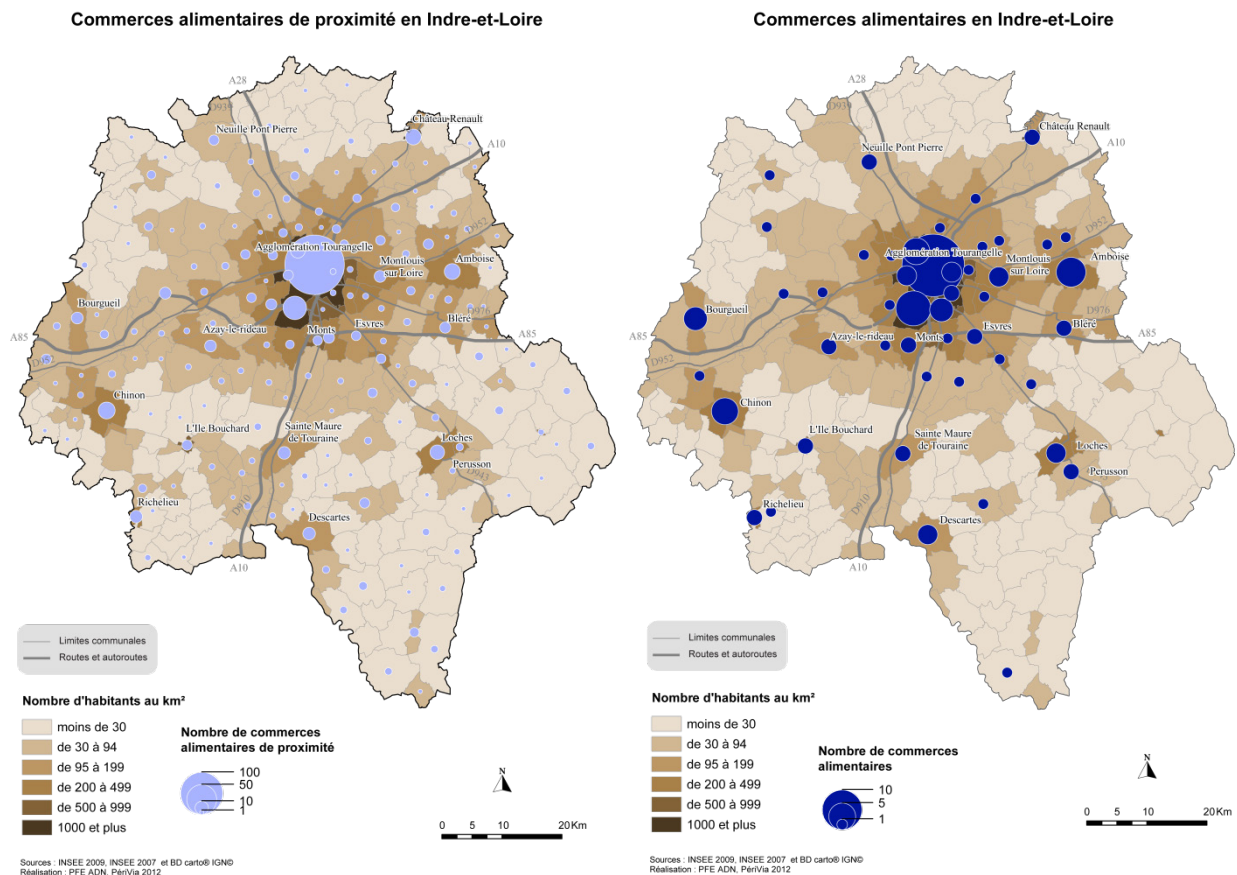 Commerces alimentaires de proximité en Indre-et-Loire
A28
D939
Château Renault
Neuille Pont Pierre
A10
D952
Agglomération Tourangelle
Montlouis
sur Loire
Amboise
Bourgueil
Bléré
D976
A85
Azay-le-rideau
Monts
Esvres
A85
D952
Chinon
L'Ile Bouchard
Sainte Maure
de Touraine
Loches
Perusson
D943
Richelieu
D910
Descartes
A10
Limites communales
Routes et autoroutes
Nombre d'habitants au km²
moins de 30
de 30 à 94
de 95 à 199
de 200 à 499
de 500 à 999
1000 et plus
Nombre de commerces
alimentaires de proximité
100
50
10
1
N
0 5 10 20Km
Sources : INSEE 2009, INSEE 2007 et BD carto® IGN©
Réalisation : PFE ADN, PériVia 2012
Commerces alimentaires en Indre-et-Loire
A28
D939
Château Renault
Neuille Pont Pierre
A10
D952
Agglomération Tourangelle
Montlouis
sur Loire
Amboise
Bourgueil
Bléré
D976
A85
Azay-le-rideau
Monts
Esvres
A85
D952
Chinon
L'Ile Bouchard
Sainte Maure
de Touraine
Loches
Perusson
Richelieu
D910
Descartes
A10
Limites communales
Routes et autoroutes
Nombre d'habitants au km²
moins de 30
de 30 à 94
de 95 à 199
de 200 à 499
de 500 à 999
1000 et plus
Nombre de commerces
alimentaires
10
5
1
N
0 5 10 20 Km
Sources : INSEE 2009, INSEE 2007 et BD carto® IGN©
Réalisation : PFE ADN, PériVia 2012